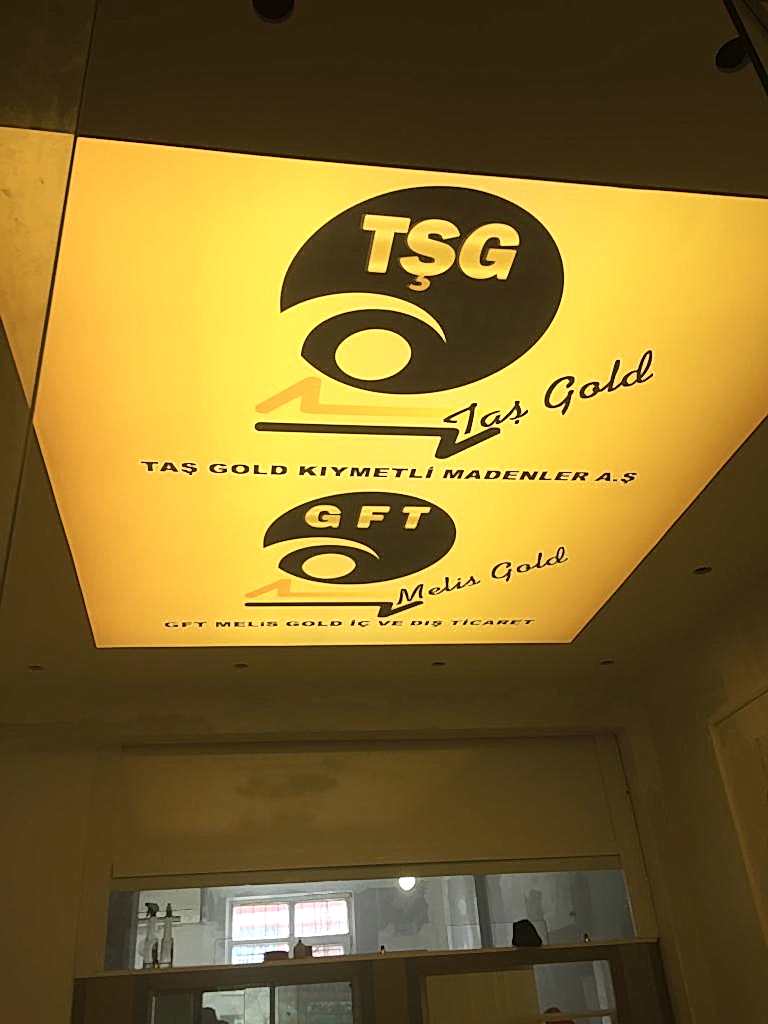 TŞG
Taş Gold
TAŞ GOLD KIYMETLİ MADENLER A.Ş
GFT
Melis Gold
GFT MELİS GOLD İÇ VE DIŞ TİCARET